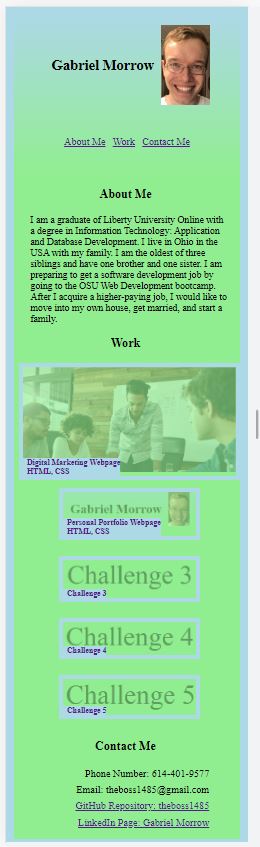 Gabriel Morrow
About Me Work Contact Me
About Me
I am a graduate of Liberty University Online with
a degree in Information Technology: Application
and Database Development. I live in Ohio in the
USA with my family. I am the oldest of three
siblings and have one brother and one sister. I am
preparing to get a software development job by
going to the OSU Web Development bootcamp.
After I acquire a higher-paying job, I would like to
move into my own house, get married, and start a
family.
Work
Digital Marketing Webpage
HTML, CSS
Gabriel Morrow
Personal Portfolio Webpage
HTML, CSS
Challenge 3
Challenge 3
Challenge 4
Challenge 4
Challenge 5
Challenge 5
Contact Me
Phone Number: 614-401-9577
Email: theboss1485@gmail.com
GitHub Repository: theboss1485
LinkedIn Page: Gabriel Morrow